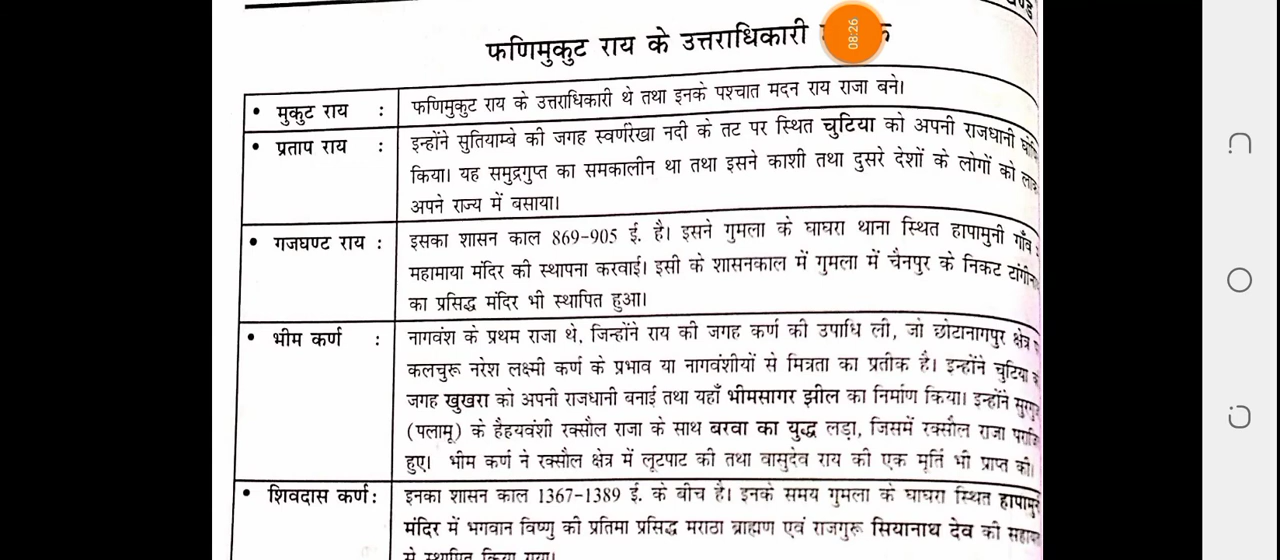 फणिमुकुट राय के उत्तराधिकारी
08:26
• मुकुट राय : फणिमुकुट राय के उत्तराधिकारी थे तथा इनके पश्चात मदन राय राजा बने।
• प्रताप राय : इन्होंने सुतियाम्बे की जगह स्वर्णरेखा नदी के तट पर स्थित चुटिया को अपनी राजधानी
किया। यह समुद्रगुप्त का समकालीन था तथा इसने काशी तथा दुसरे देशों के लोगों को
अपने राज्य में बसाया।
• गजघण्ट राय : इसका शासन काल 869-905 ई. है। इसने गुमला के घाघरा थाना स्थित हापामुनी गाँव
महामाया मंदिर की स्थापना करवाई। इसी के शासनकाल में गुमला में चैनपुर के निकट
का प्रसिद्ध मंदिर भी स्थापित हुआ।
• भीम कर्ण : नागवंश के प्रथम राजा थे, जिन्होंने राय की जगह कर्ण की उपाधि ली, जो छोटानागपुर क्षेत्र
कलचुरू नरेश लक्ष्मी कर्ण के प्रभाव या नागवंशीयों से मित्रता का प्रतीक है। इन्होंने चुटिया
जगह खुखरा को अपनी राजधानी बनाई तथा यहाँ भीमसागर झील का निर्माण किया। इन्होंने
(पलामू) के हैहयवंशी रक्सौल राजा के साथ बरवा का युद्ध लड़ा, जिसमें रक्सौल राजा
हुए। भीम कर्ण ने रक्सौल क्षेत्र में लूटपाट की तथा वासुदेव राय की एक मूर्ति भी प्राप्त की।
• शिवदास कर्ण: इनका शासन काल 1367-1389 ई. के बीच है। इनके समय गुमला के घाघरा स्थित
मंदिर में भगवान विष्णु की प्रतिमा प्रसिद्ध मराठा ब्राह्मण एवं राजगुरू सियानाथ देव की
से स्थापित किया गया।